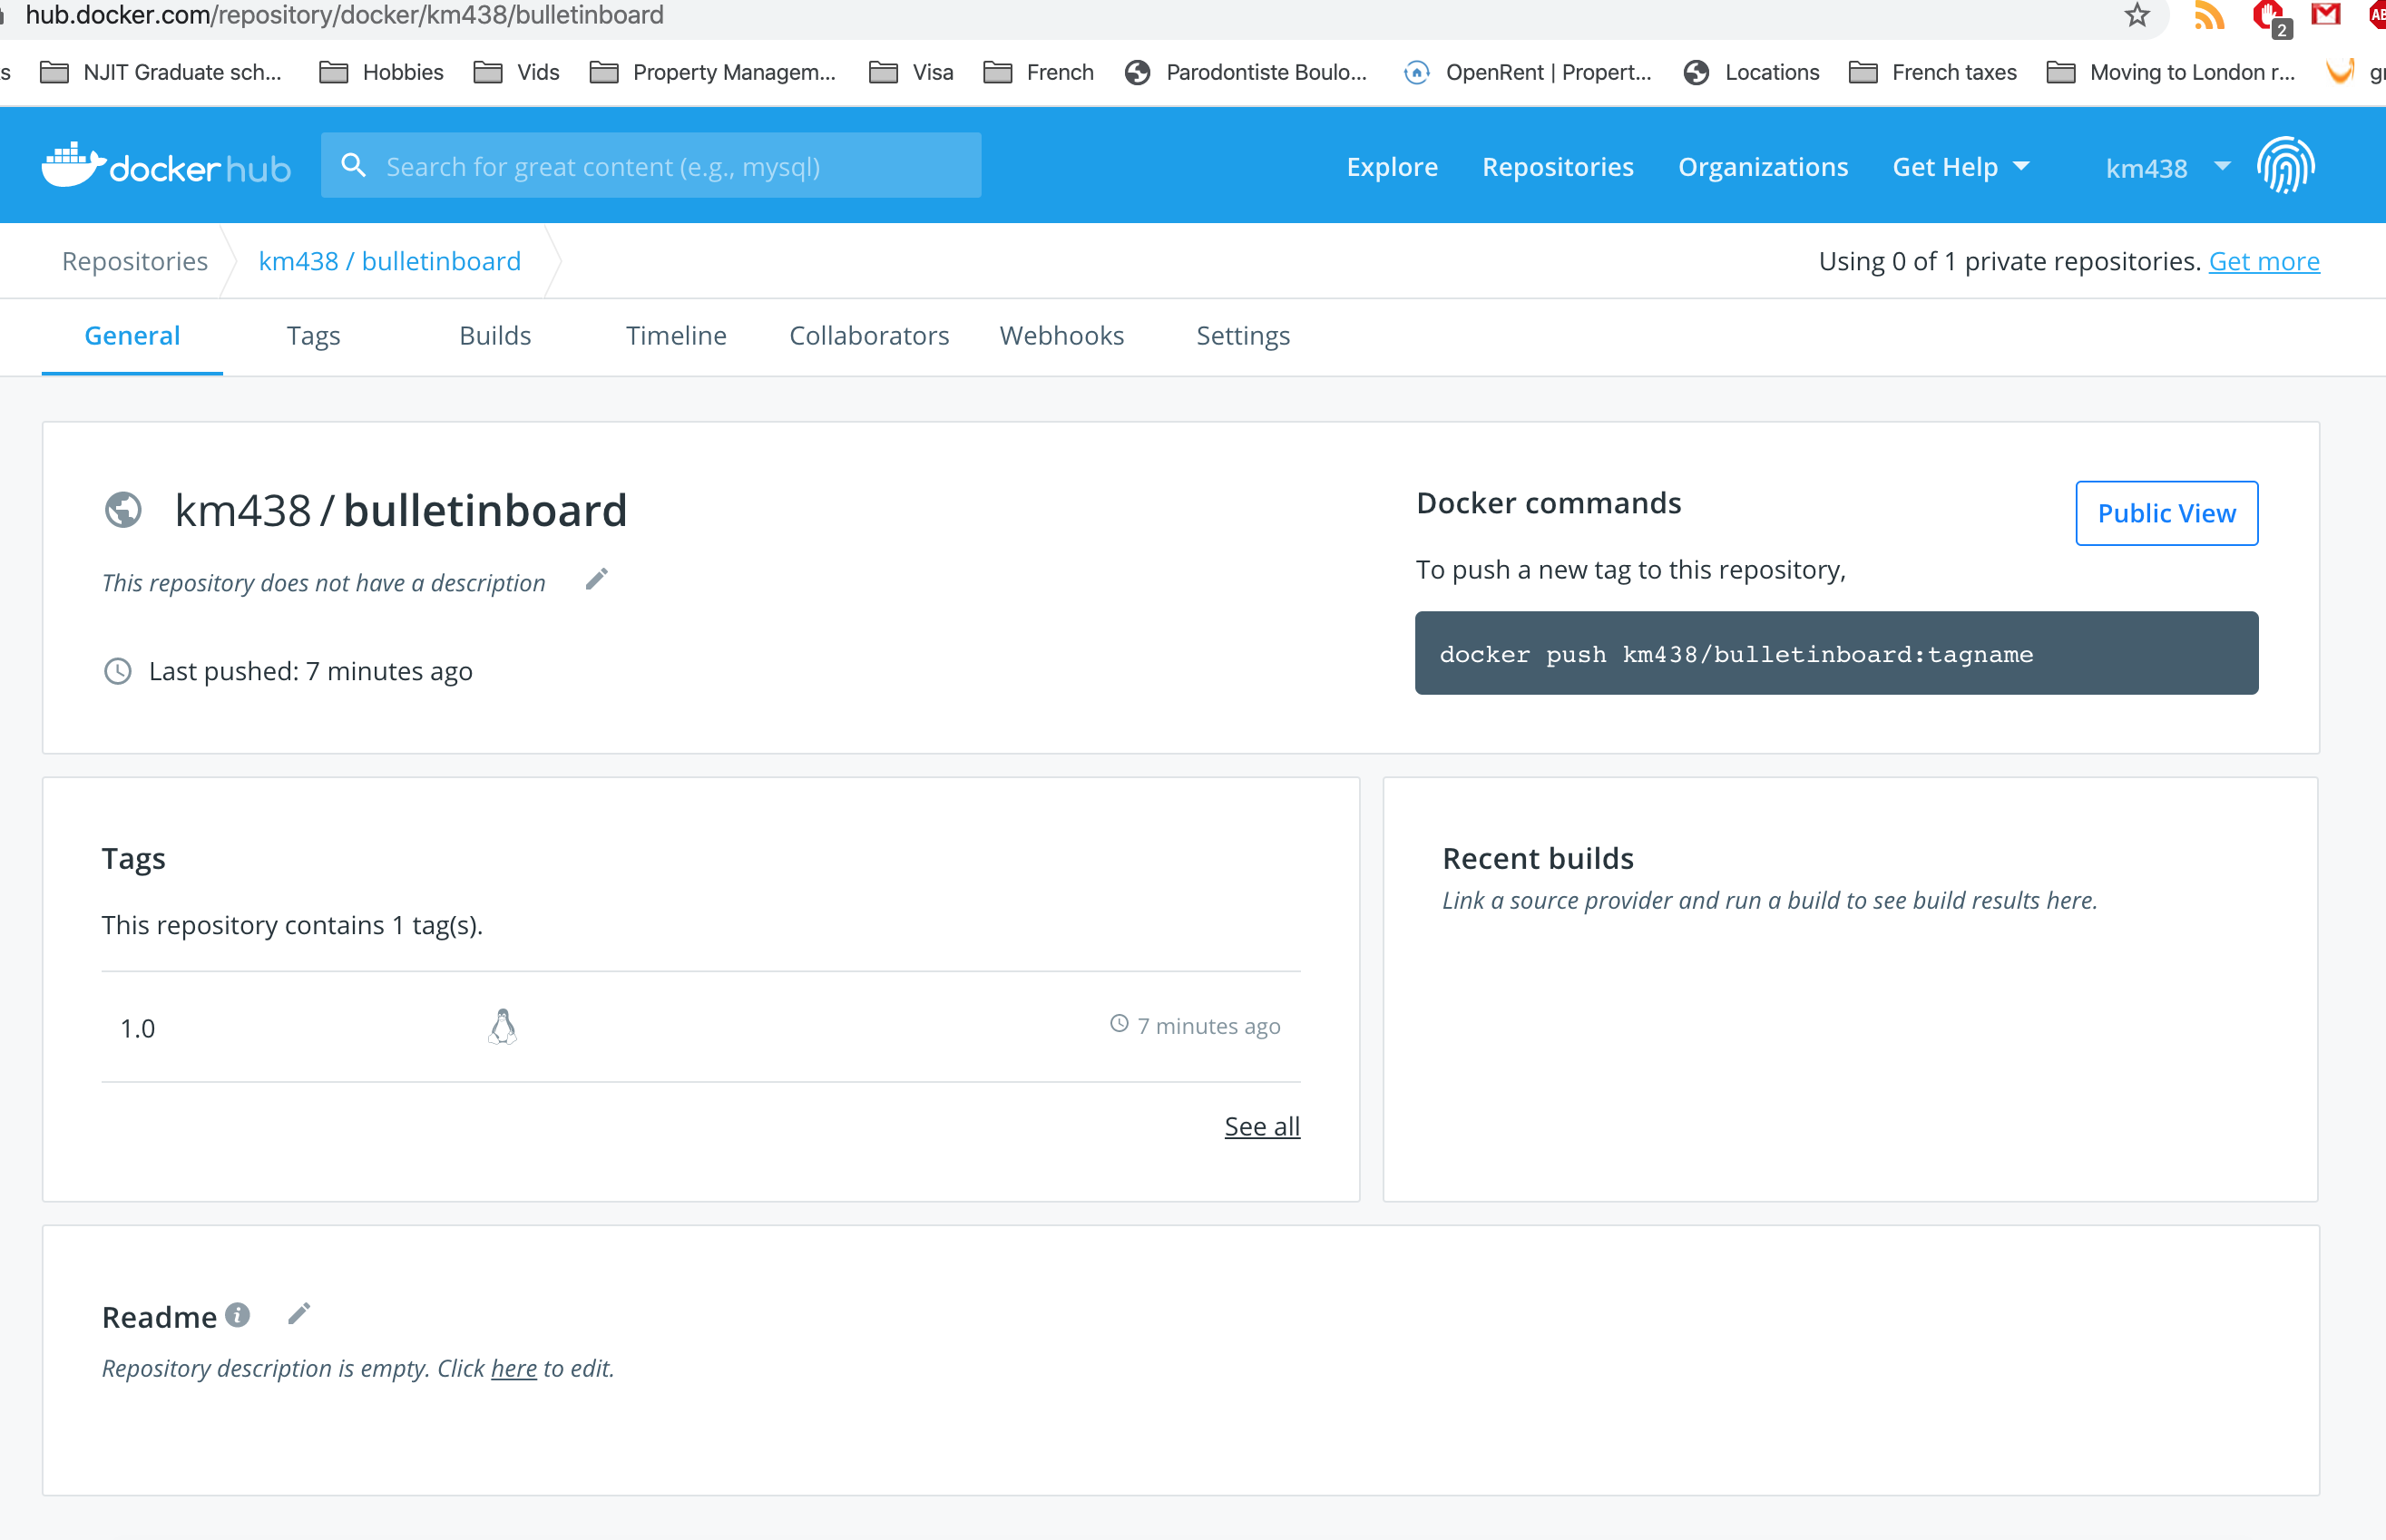 hub.docker.com/repository/docker/km438/bulletinboard
2
s NJIT Graduate sch... Hobbies Vids Property Managem... Visa French Parodontiste Boulo... OpenRent | Propert... Locations French taxes Moving to London r... gr
docker hub Search for great content (e.g., mysql) Explore Repositories Organizations Get Help km438
Repositories km438 / bulletinboard Using 0 of 1 private repositories. Get more
General Tags Builds Timeline Collaborators Webhooks Settings
km438 / bulletinboard
This repository does not have a description
Last pushed: 7 minutes ago
Docker commands
Public View
To push a new tag to this repository,
docker push km438/bulletinboard:tagname
Tags
This repository contains 1 tag(s).
1.0 7 minutes ago
See all
Recent builds
Link a source provider and run a build to see build results here.
Readme
Repository description is empty. Click here to edit.